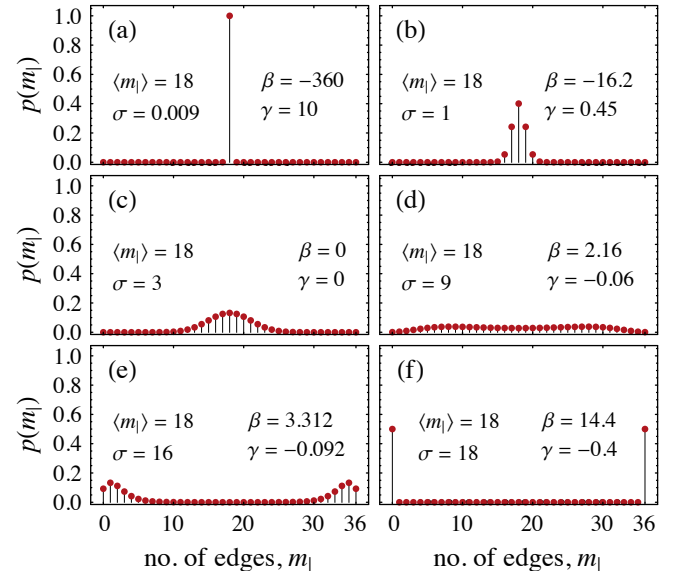 p(m|)
1.0
0.8
0.6
0.4
0.2
0.0
(a)
⟨m|⟩ = 18
σ = 0.009
β = −360
γ = 10
(b)
⟨m|⟩ = 18
σ = 1
β = −16.2
γ = 0.45
p(m|)
1.0
0.8
0.6
0.4
0.2
0.0
(c)
⟨m|⟩ = 18
σ = 3
β = 0
γ = 0
(d)
⟨m|⟩ = 18
σ = 9
β = 2.16
γ = −0.06
p(m|)
1.0
0.8
0.6
0.4
0.2
0.0
(e)
⟨m|⟩ = 18
σ = 16
β = 3.312
γ = −0.092
(f)
⟨m|⟩ = 18
σ = 18
β = 14.4
γ = −0.4
0 10 20 30 36
0 10 20 30 36
no. of edges, m|
no. of edges, m|